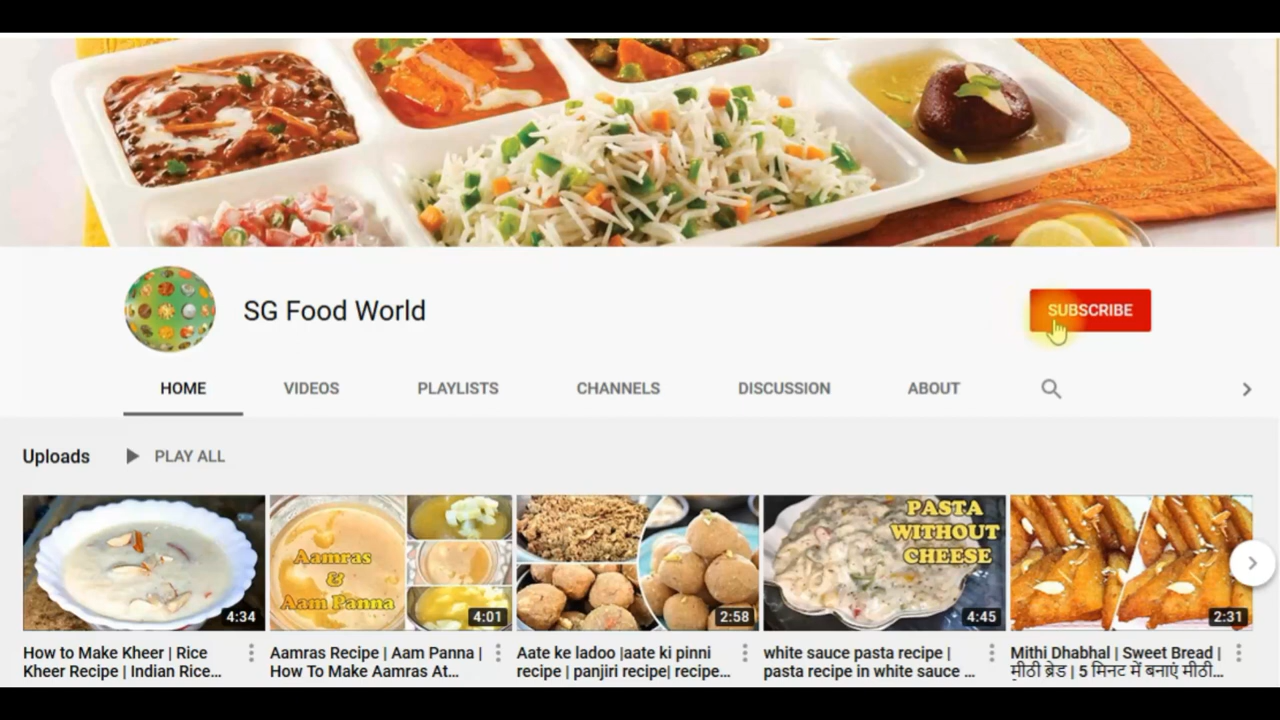 SG Food World
SUBSCRIBE
HOME
VIDEOS
PLAYLISTS
CHANNELS
DISCUSSION
ABOUT
Uploads
PLAY ALL
Aamras
&
Aam Panna
PASTA
WITHOUT
CHEESE
4:34
4:01
2:58
4:45
2:31
How to Make Kheer | Rice
Kheer Recipe | Indian Rice...
Aamras Recipe | Aam Panna |
How To Make Aamras At...
Aate ke ladoo |aate ki pinni
recipe | panjiri recipe| recipe...
white sauce pasta recipe |
pasta recipe in white sauce ...
Mithi Dhabhal | Sweet Bread |
मीठी ब्रेड | 5 मिनट में बनाएं मीठी...